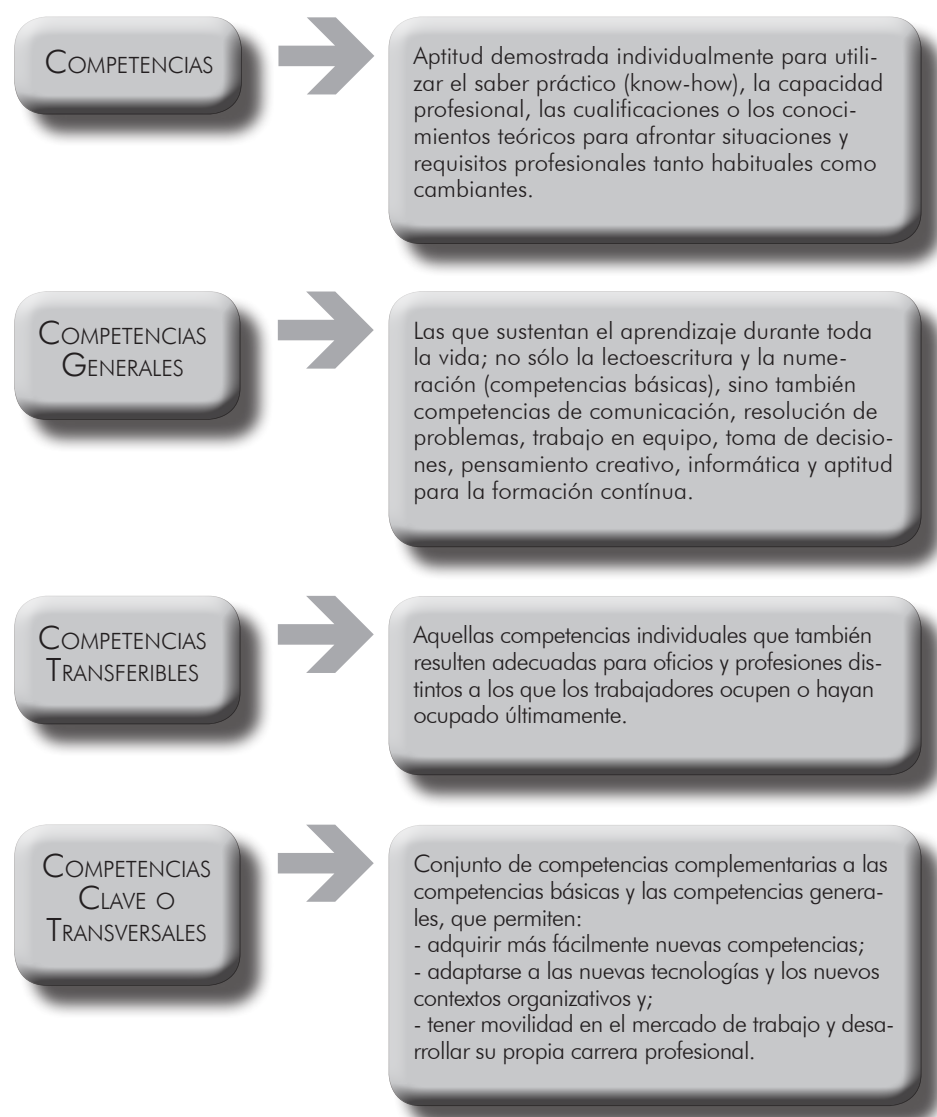 COMPETENCIAS
Aptitud demostrada individualmente para utili-
zar el saber práctico (know-how), la capacidad
profesional, las cualificaciones o los conoci-
mientos teóricos para afrontar situaciones y
requisitos profesionales tanto habituales como
cambiantes.
COMPETENCIAS
GENERALES
Las que sustentan el aprendizaje durante toda
la vida; no sólo la lectoescritura y la nume-
ración (competencias básicas), sino también
competencias de comunicación, resolución de
problemas, trabajo en equipo, toma de decisio-
nes, pensamiento creativo, informática y aptitud
para la formación contínua.
COMPETENCIAS
TRANSFERIBLES
Aquellas competencias individuales que también
resulten adecuadas para oficios y profesiones dis-
tintos a los que los trabajadores ocupen o hayan
ocupado últimamente.
COMPETENCIAS
CLAVE O
TRANSVERSALES
Conjunto de competencias complementarias a las
competencias básicas y las competencias genera-
les, que permiten:
- adquirir más fácilmente nuevas competencias;
- adaptarse a las nuevas tecnologías y los nuevos
contextos organizativos y;
- tener movilidad en el mercado de trabajo y desa-
rrollar su propia carrera profesional.